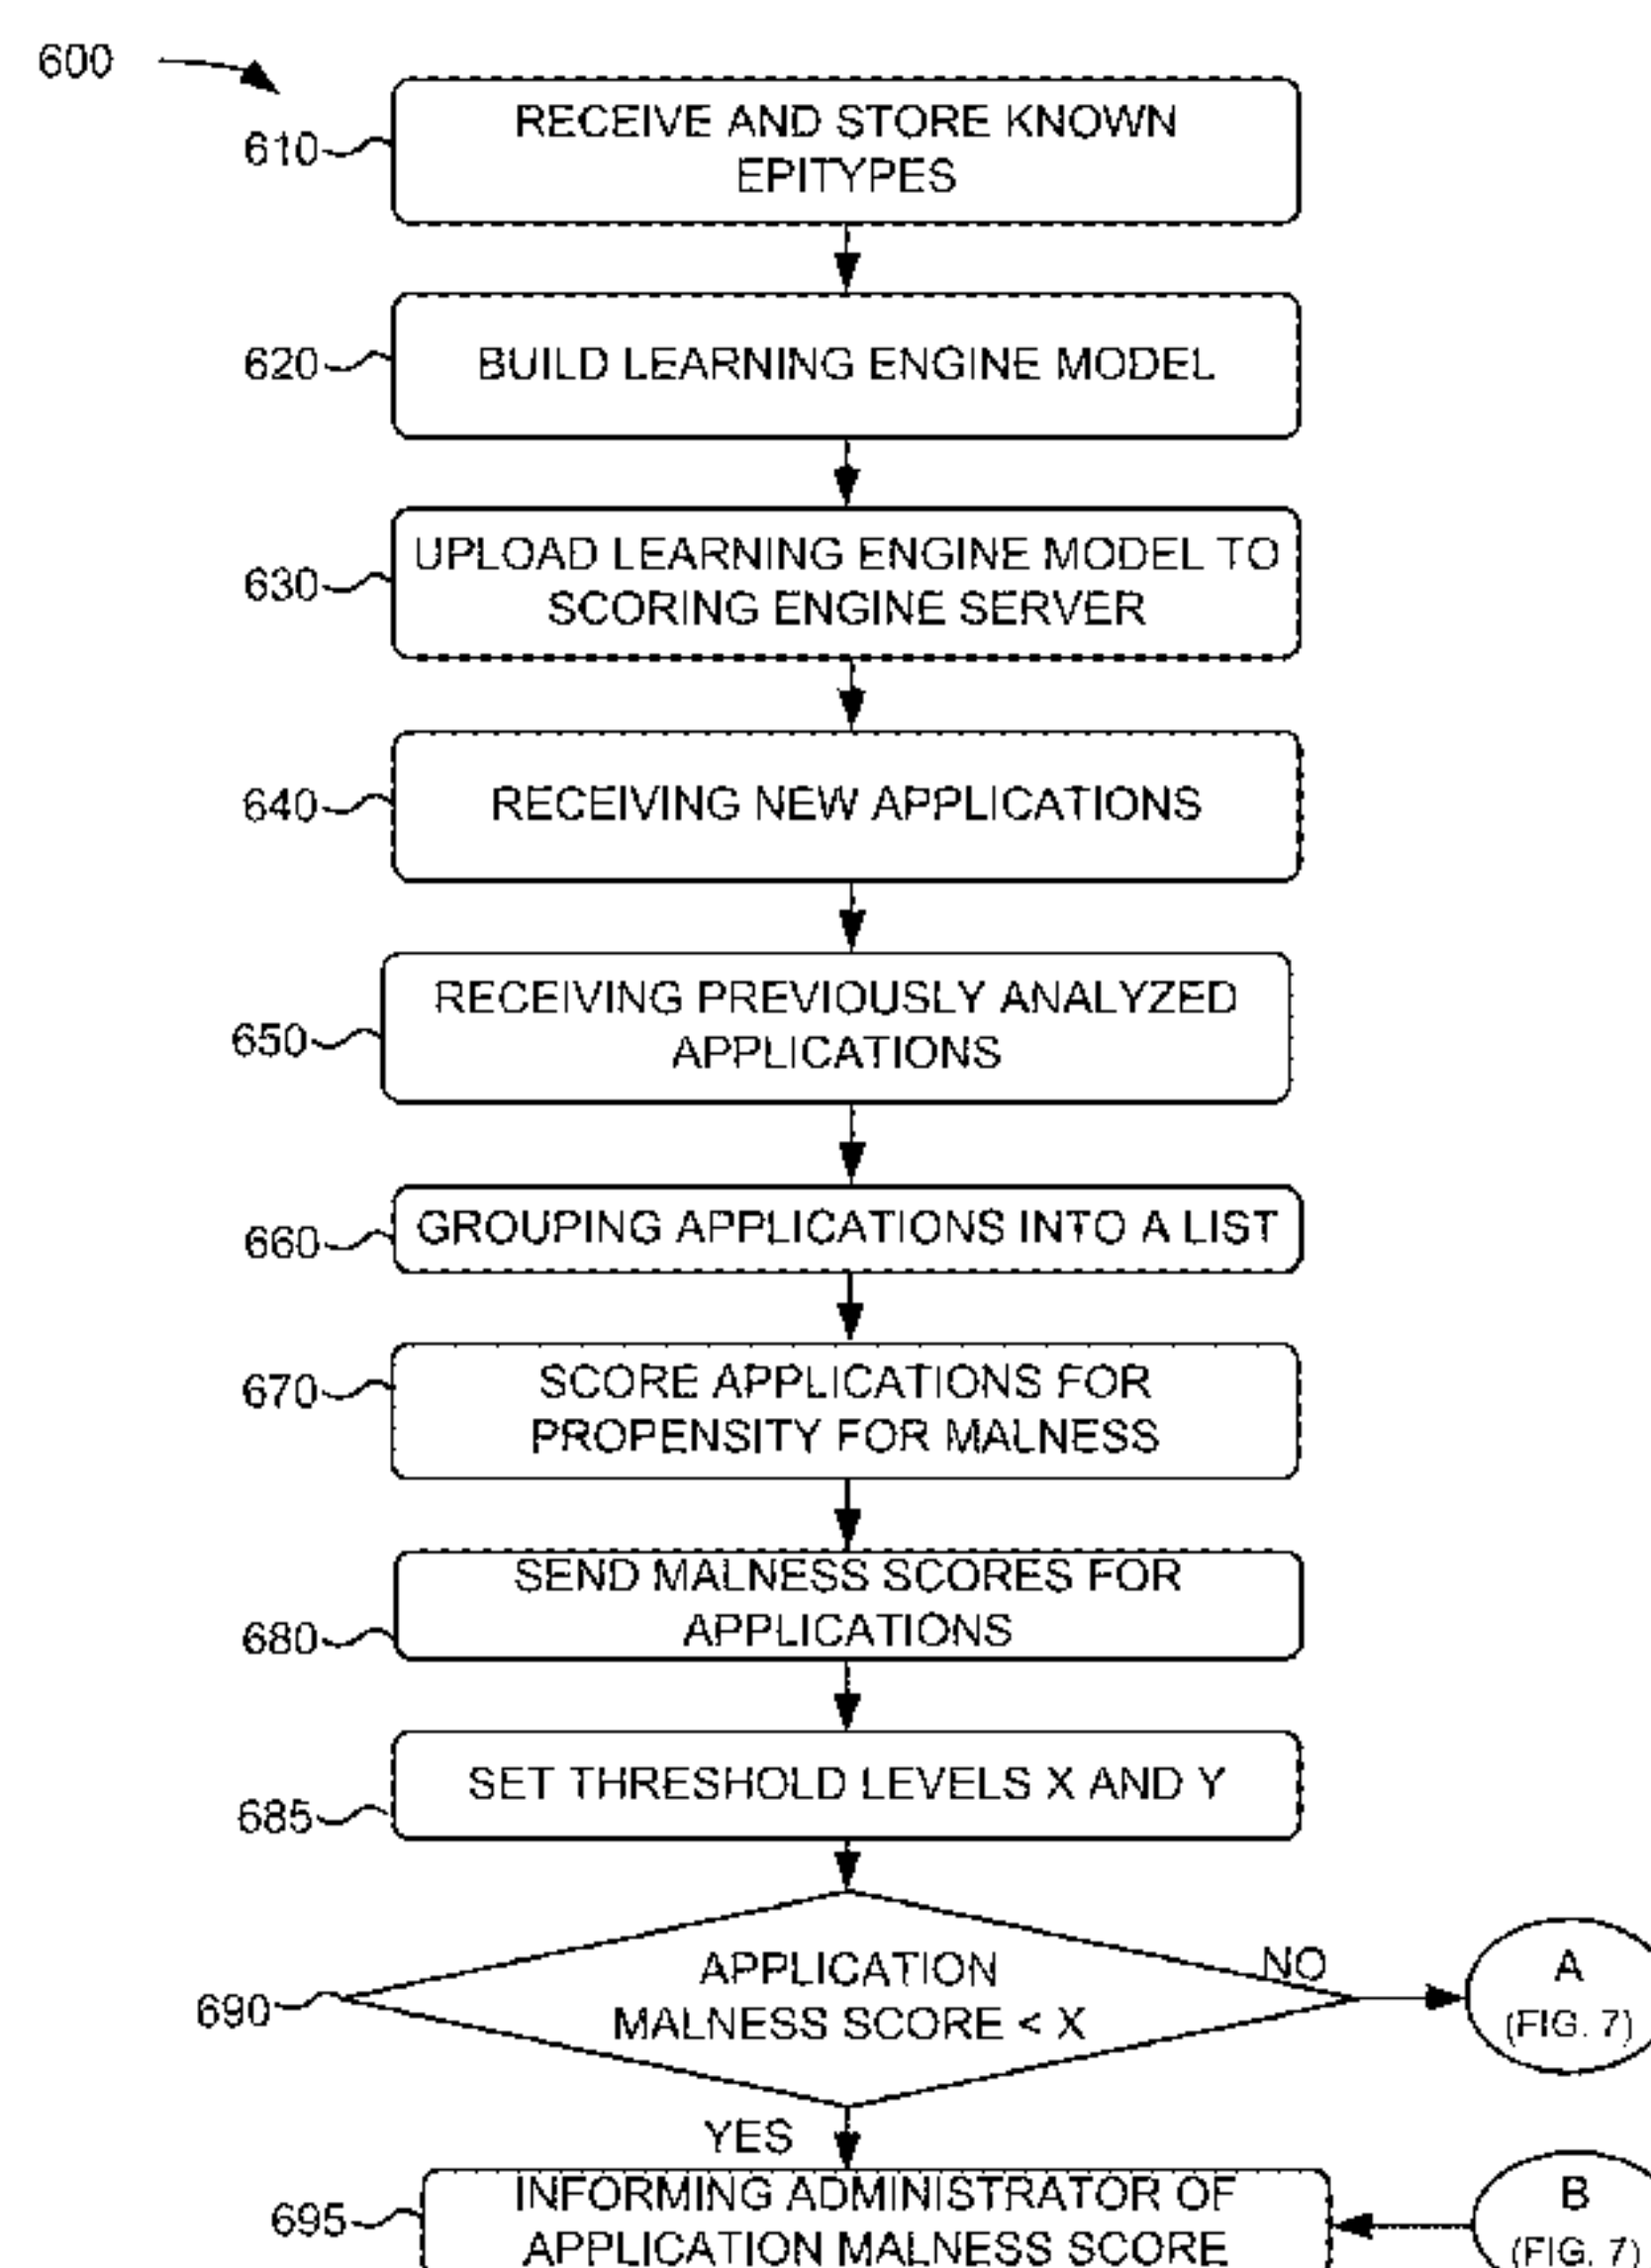 600
610
RECEIVE AND STORE KNOWN
EPITYPES
620
BUILD LEARNING ENGINE MODEL
630
UPLOAD LEARNING ENGINE MODEL TO
SCORING ENGINE SERVER
640
RECEIVING NEW APPLICATIONS
650
RECEIVING PREVIOUSLY ANALYZED
APPLICATIONS
660
GROUPING APPLICATIONS INTO A LIST
670
SCORE APPLICATIONS FOR
PROPENSITY FOR MALNESS
680
SEND MALNESS SCORES FOR
APPLICATIONS
685
SET THRESHOLD LEVELS X AND Y
690
APPLICATION
MALNESS SCORE < X
NO
A
(FIG. 7)
YES
695
INFORMING ADMINISTRATOR OF
APPLICATION MALNESS SCORE
B
(FIG. 7)